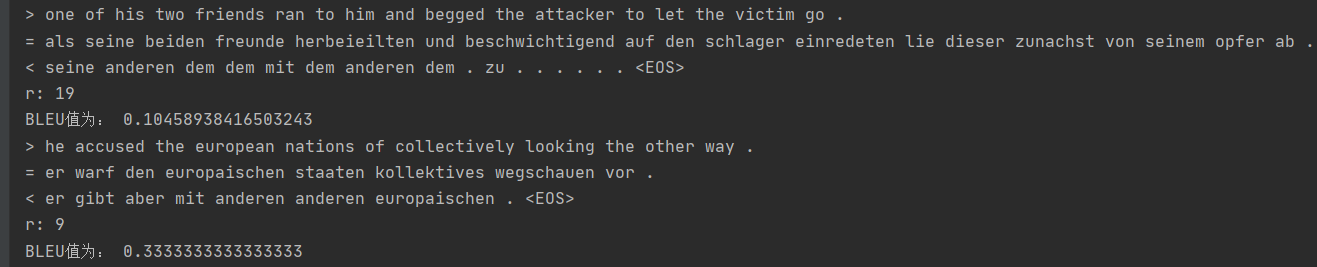 > one of his two friends ran to him and begged the attacker to let the victim go .
= als seine beiden freunde herbeieilten und beschwichtigend auf den schlager einredeten lie dieser zunachst von seinem opfer ab .
< seine anderen dem dem mit dem anderen dem . zu . . . . . . <EOS>
r: 19
BLEU值为: 0.10458938416503243
> he accused the european nations of collectively looking the other way .
= er warf den europaischen staaten kollektives wegschauen vor .
< er gibt aber mit anderen anderen europaischen . <EOS>
r: 9
BLEU值为: 0.3333333333333333